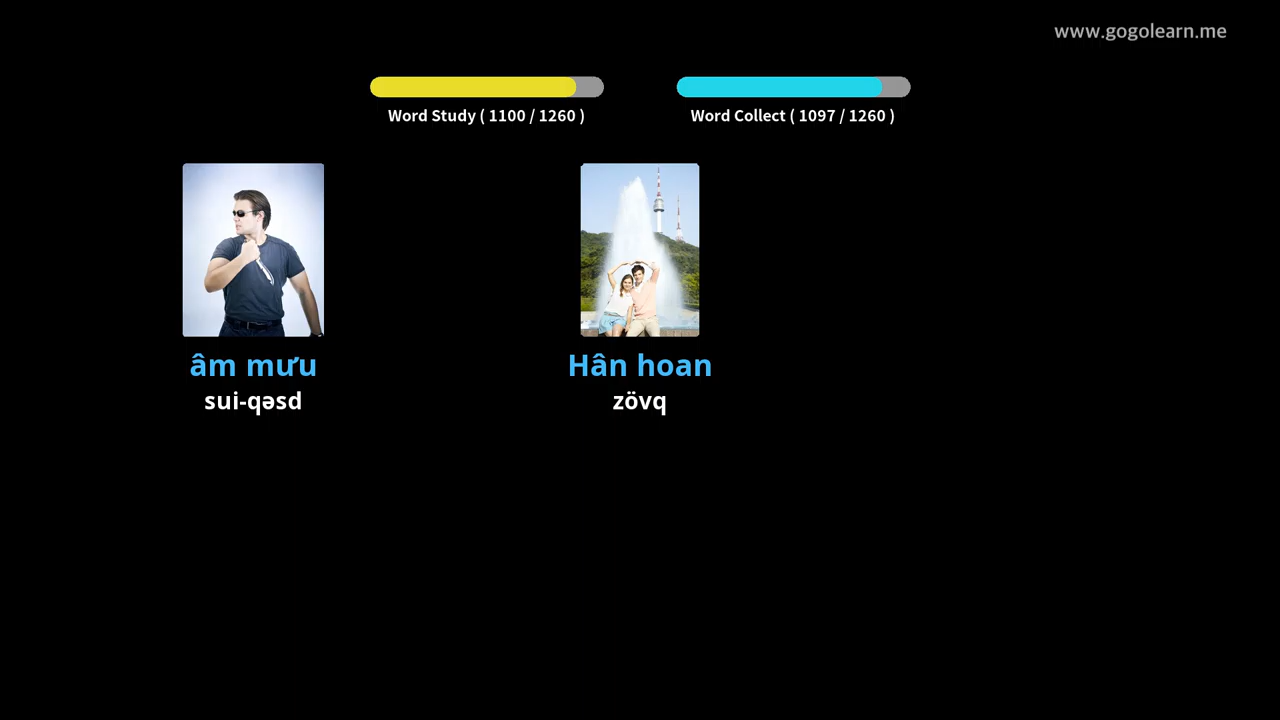 www.gogolearn.me
Word Study ( 1100 / 1260 )
Word Collect ( 1097 / 1260 )
âm mưu
sui-qəsd
Hân hoan
zövq